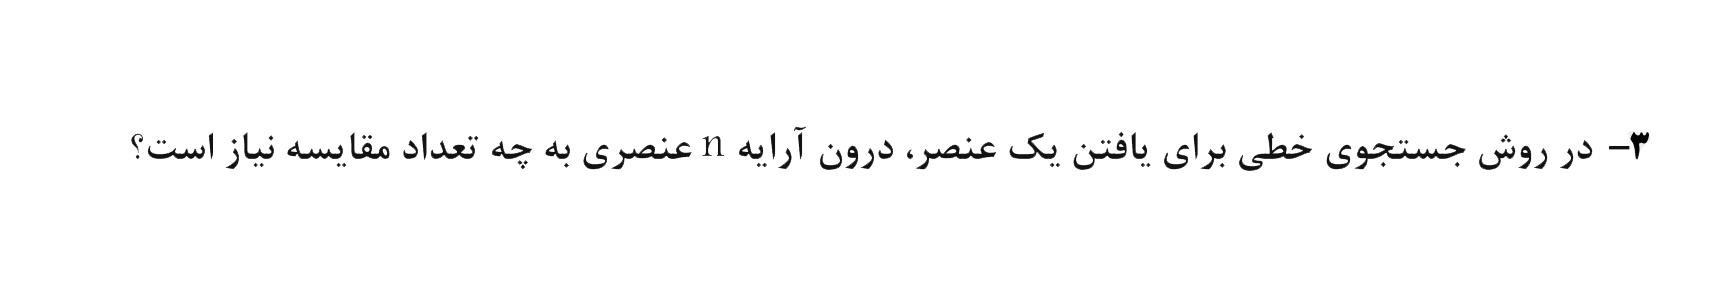 ۳- در روش جستجوی خطی برای یافتن یک عنصر، درون آرایه n عنصری به چه تعداد مقایسه نیاز است؟